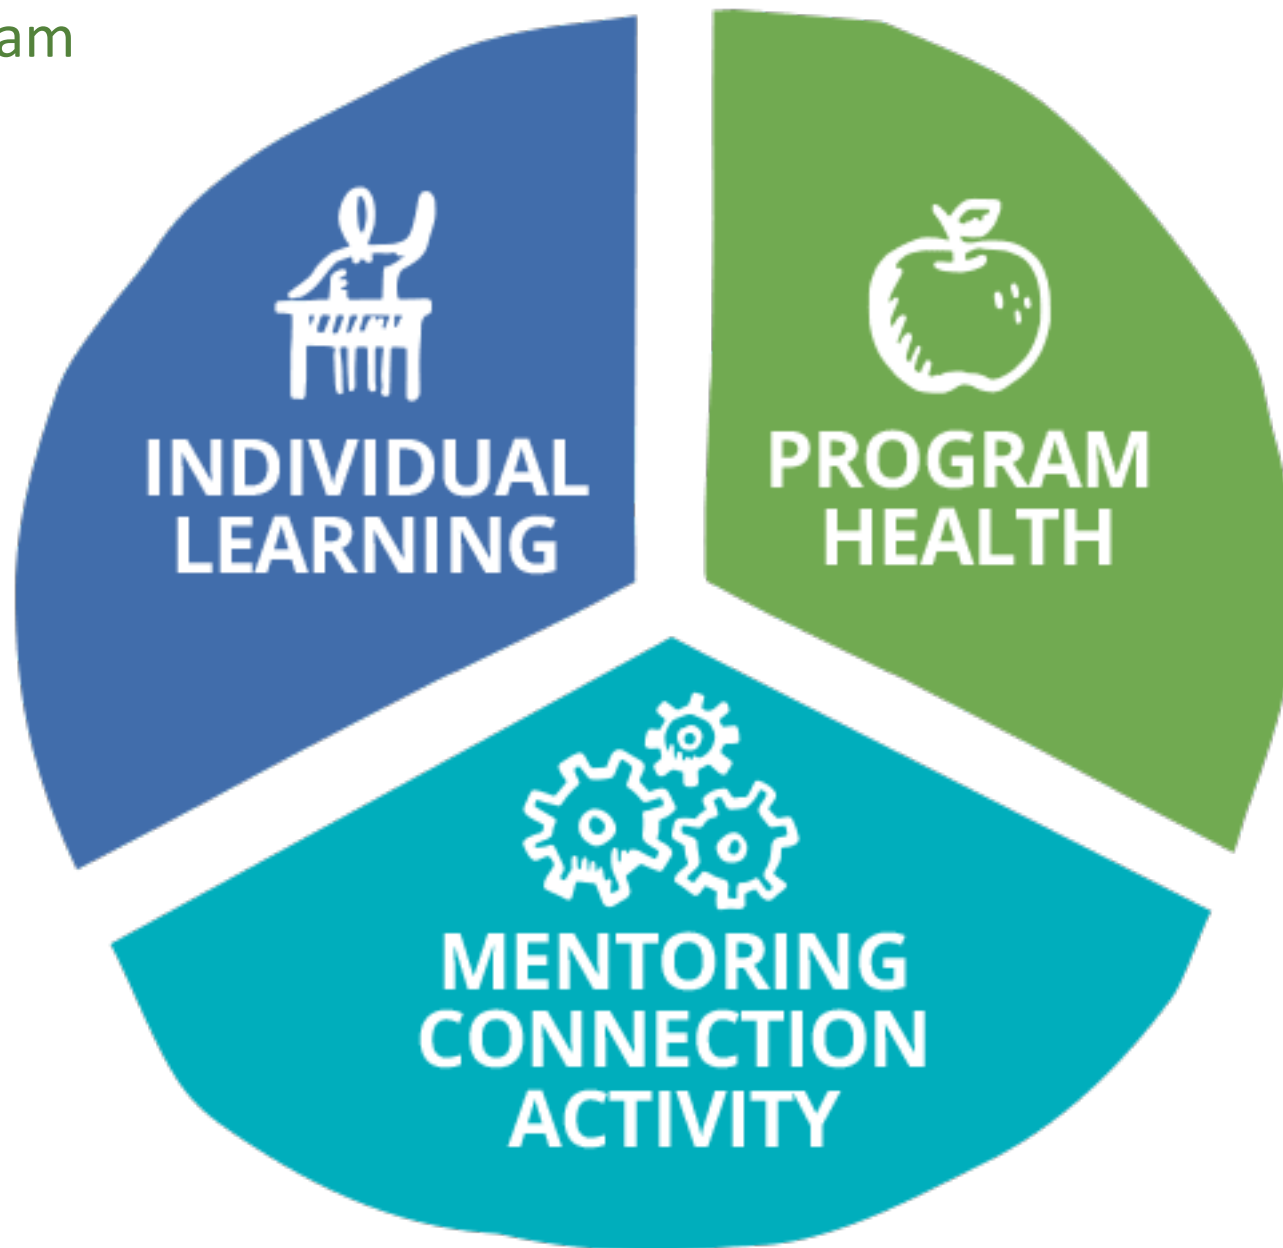 am
INDIVIDUAL
LEARNING
PROGRAM
HEALTH
MENTORING
CONNECTION
ACTIVITY